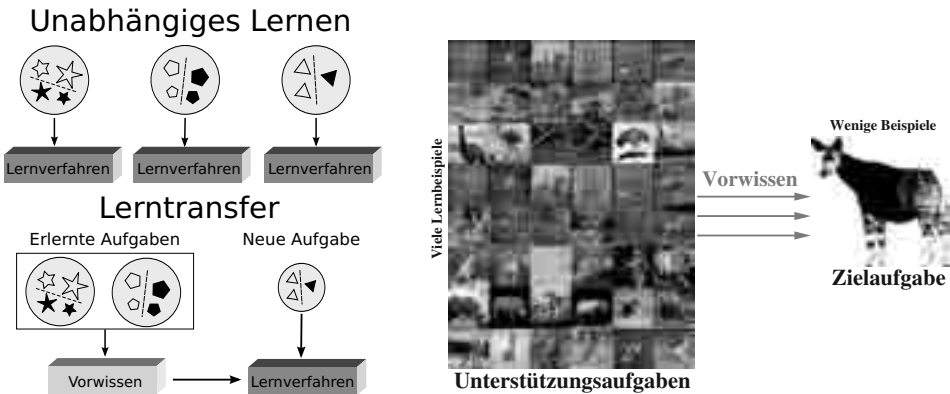 Unabhängiges Lernen
Lernverfahren Lernverfahren Lernverfahren
Lerntransfer
Erlernte Aufgaben Neue Aufgabe
Vorwissen Lernverfahren
Viele Lernbeispiele
Unterstützungsaufgaben
Vorwissen
Wenige Beispiele
Zielaufgabe